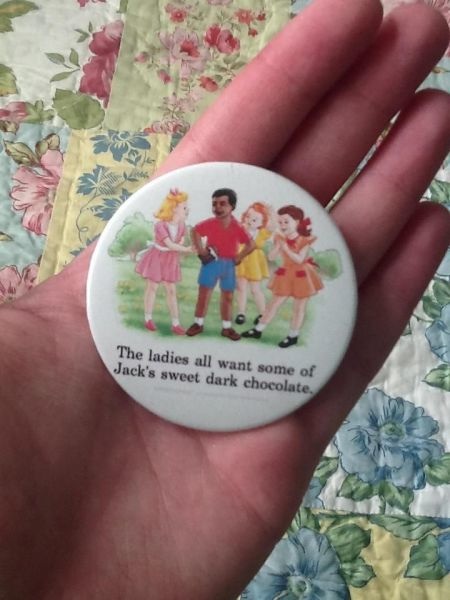 The ladies all want some of
Jack's sweet dark chocolate.